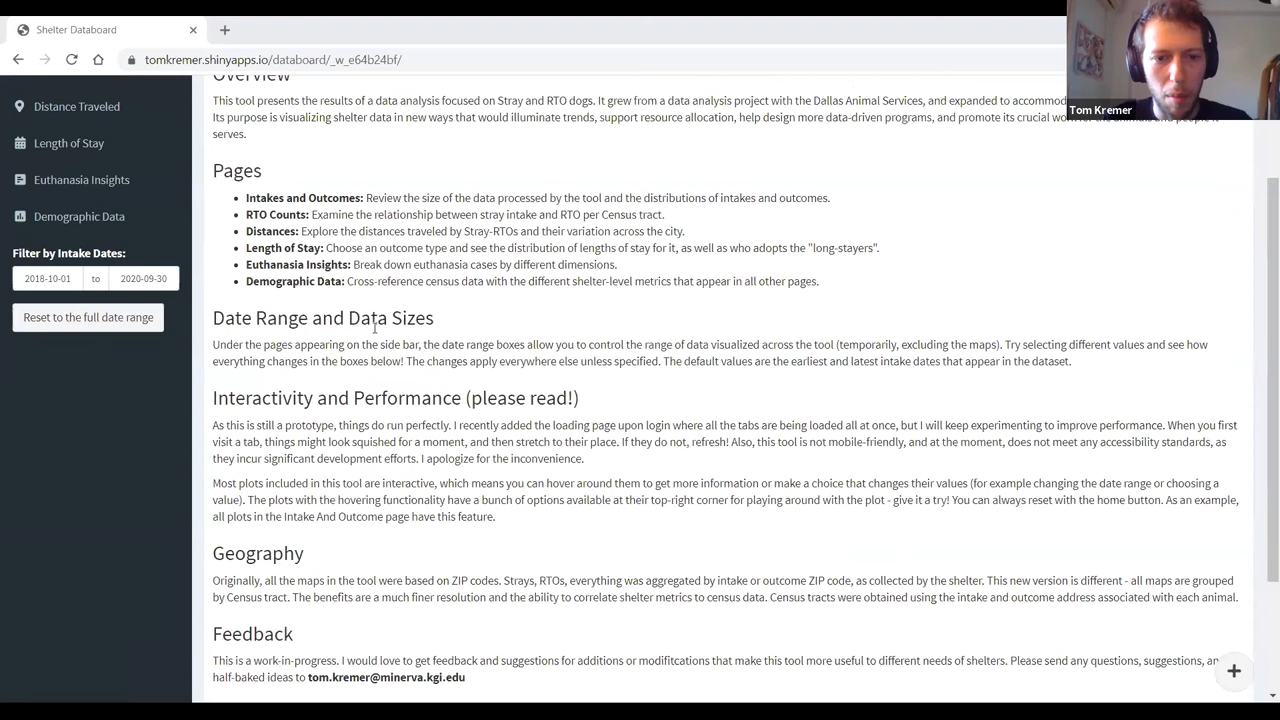 Shelter Databoard
tomkremer.shinyapps.io/databoard/_w_e64b24bf/
Tom Kremer
Distance Traveled
Length of Stay
Euthanasia Insights
Demographic Data
Filter by Intake Dates:
2018-10-01 to 2020-09-30
Reset to the full date range
Overview
This tool presents the results of a data analysis focused on Stray and RTO dogs. It grew from a data analysis project with the Dallas Animal Services, and expanded to accommod
Its purpose is visualizing shelter data in new ways that would illuminate trends, support resource allocation, help design more data-driven programs, and promote its crucial work for the animals and people it
serves.
Pages
• Intakes and Outcomes: Review the size of the data processed by the tool and the distributions of intakes and outcomes.
• RTO Counts: Examine the relationship between stray intake and RTO per Census tract.
• Distances: Explore the distances traveled by Stray-RTOs and their variation across the city.
• Length of Stay: Choose an outcome type and see the distribution of lengths of stay for it, as well as who adopts the "long-stayers".
• Euthanasia Insights: Break down euthanasia cases by different dimensions.
• Demographic Data: Cross-reference census data with the different shelter-level metrics that appear in all other pages.
Date Range and Data Sizes
Under the pages appearing on the side bar, the date range boxes allow you to control the range of data visualized across the tool (temporarily, excluding the maps). Try selecting different values and see how
everything changes in the boxes below! The changes apply everywhere else unless specified. The default values are the earliest and latest intake dates that appear in the dataset.
Interactivity and Performance (please read!)
As this is still a prototype, things do run perfectly. I recently added the loading page upon login where all the tabs are being loaded all at once, but I will keep experimenting to improve performance. When you first
visit a tab, things might look squished for a moment, and then stretch to their place. If they do not, refresh! Also, this tool is not mobile-friendly, and at the moment, does not meet any accessibility standards, as
they incur significant development efforts. I apologize for the inconvenience.
Most plots included in this tool are interactive, which means you can hover around them to get more information or make a choice that changes their values (for example changing the date range or choosing a
value). The plots with the hovering functionality have a bunch of options available at their top-right corner for playing around with the plot - give it a try! You can always reset with the home button. As an example,
all plots in the Intake And Outcome page have this feature.
Geography
Originally, all the maps in the tool were based on ZIP codes. Strays, RTOs, everything was aggregated by intake or outcome ZIP code, as collected by the shelter. This new version is different - all maps are grouped
by Census tract. The benefits are a much finer resolution and the ability to correlate shelter metrics to census data. Census tracts were obtained using the intake and outcome address associated with each animal.
Feedback
This is a work-in-progress. I would love to get feedback and suggestions for additions or modifitcations that make this tool more useful to different needs of shelters. Please send any questions, suggestions, an
half-baked ideas to tom.kremer@minerva.kgi.edu